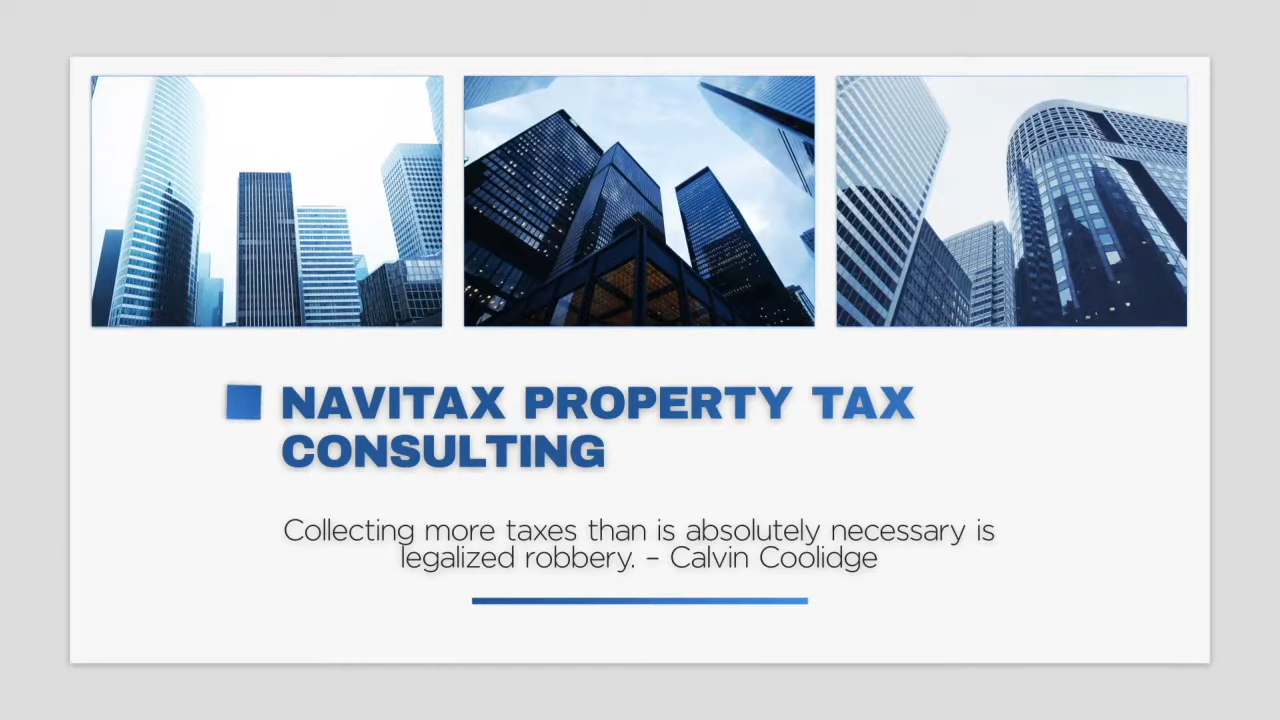 NAVITAX PROPERTY TAX
CONSULTING
Collecting more taxes than is absolutely necessary is
legalized robbery. – Calvin Coolidge